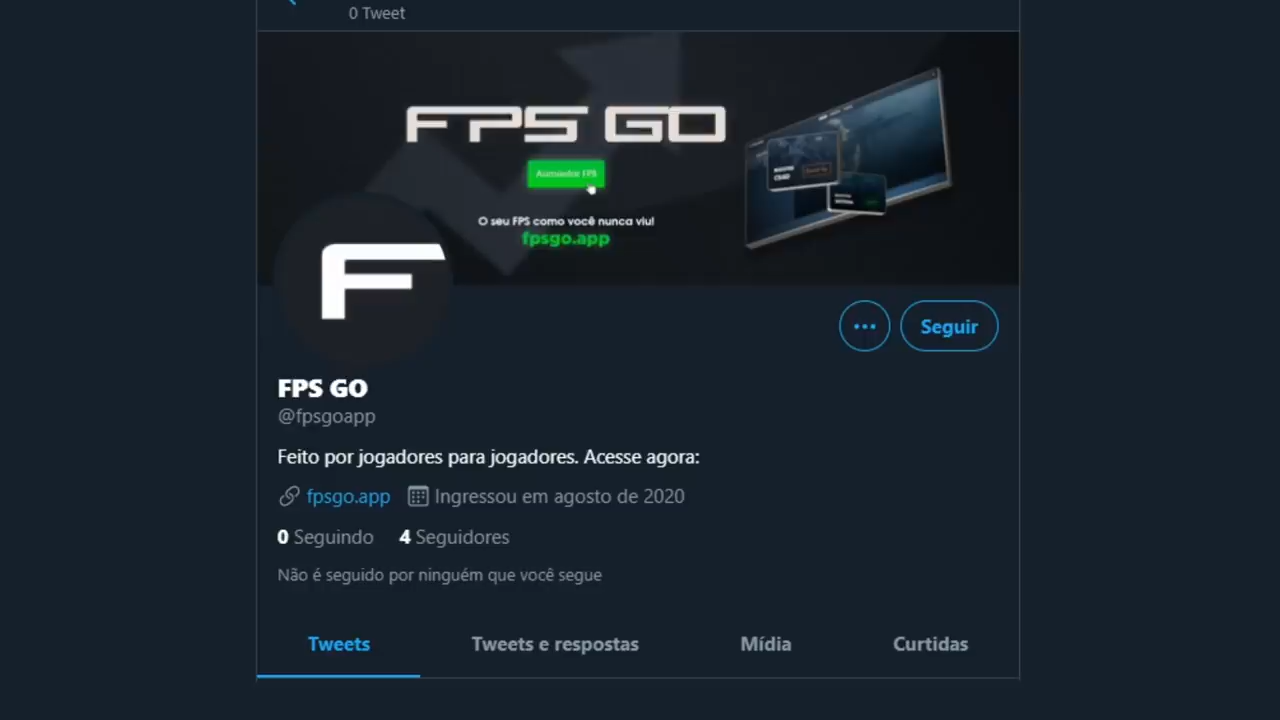 0 Tweet
FPS GO
Aumentar FPS
O seu FPS como você nunca viu!
fpsgo.app
F
Seguir
FPS GO
@fpsgoapp
Feito por jogadores para jogadores. Acesse agora:
fpsgo.app Ingressou em agosto de 2020
0 Seguindo 4 Seguidores
Não é seguido por ninguém que você segue
Tweets Tweets e respostas Mídia Curtidas